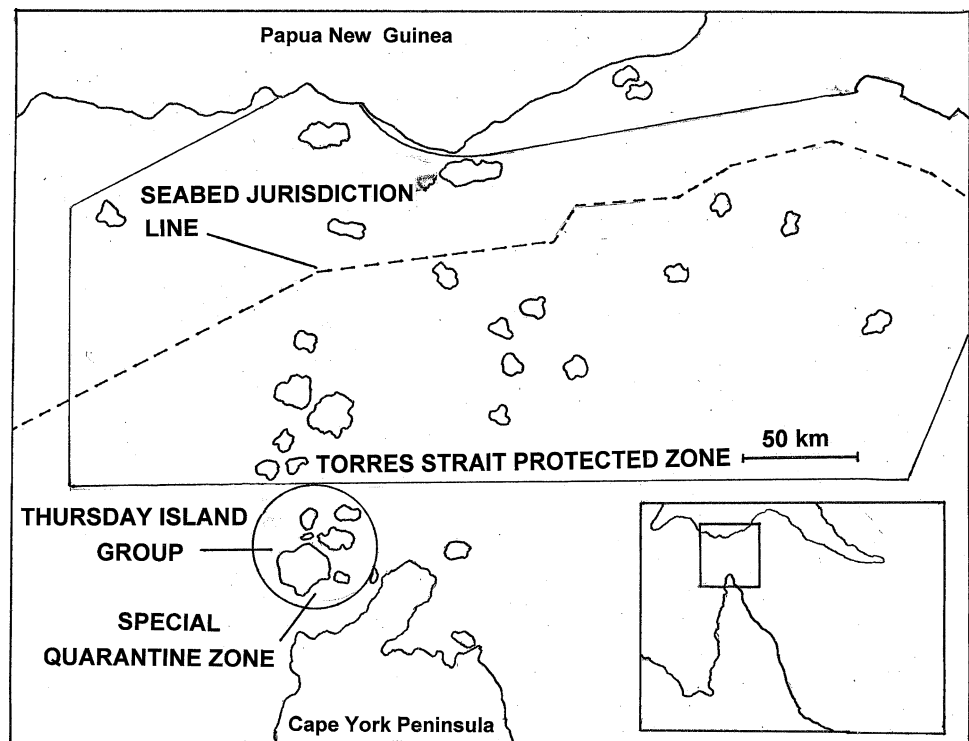 Papua New Guinea
SEABED JURISDICTION
LINE
50 km
TORRES STRAIT PROTECTED ZONE
THURSDAY ISLAND
GROUP
SPECIAL
QUARANTINE ZONE
Cape York Peninsula